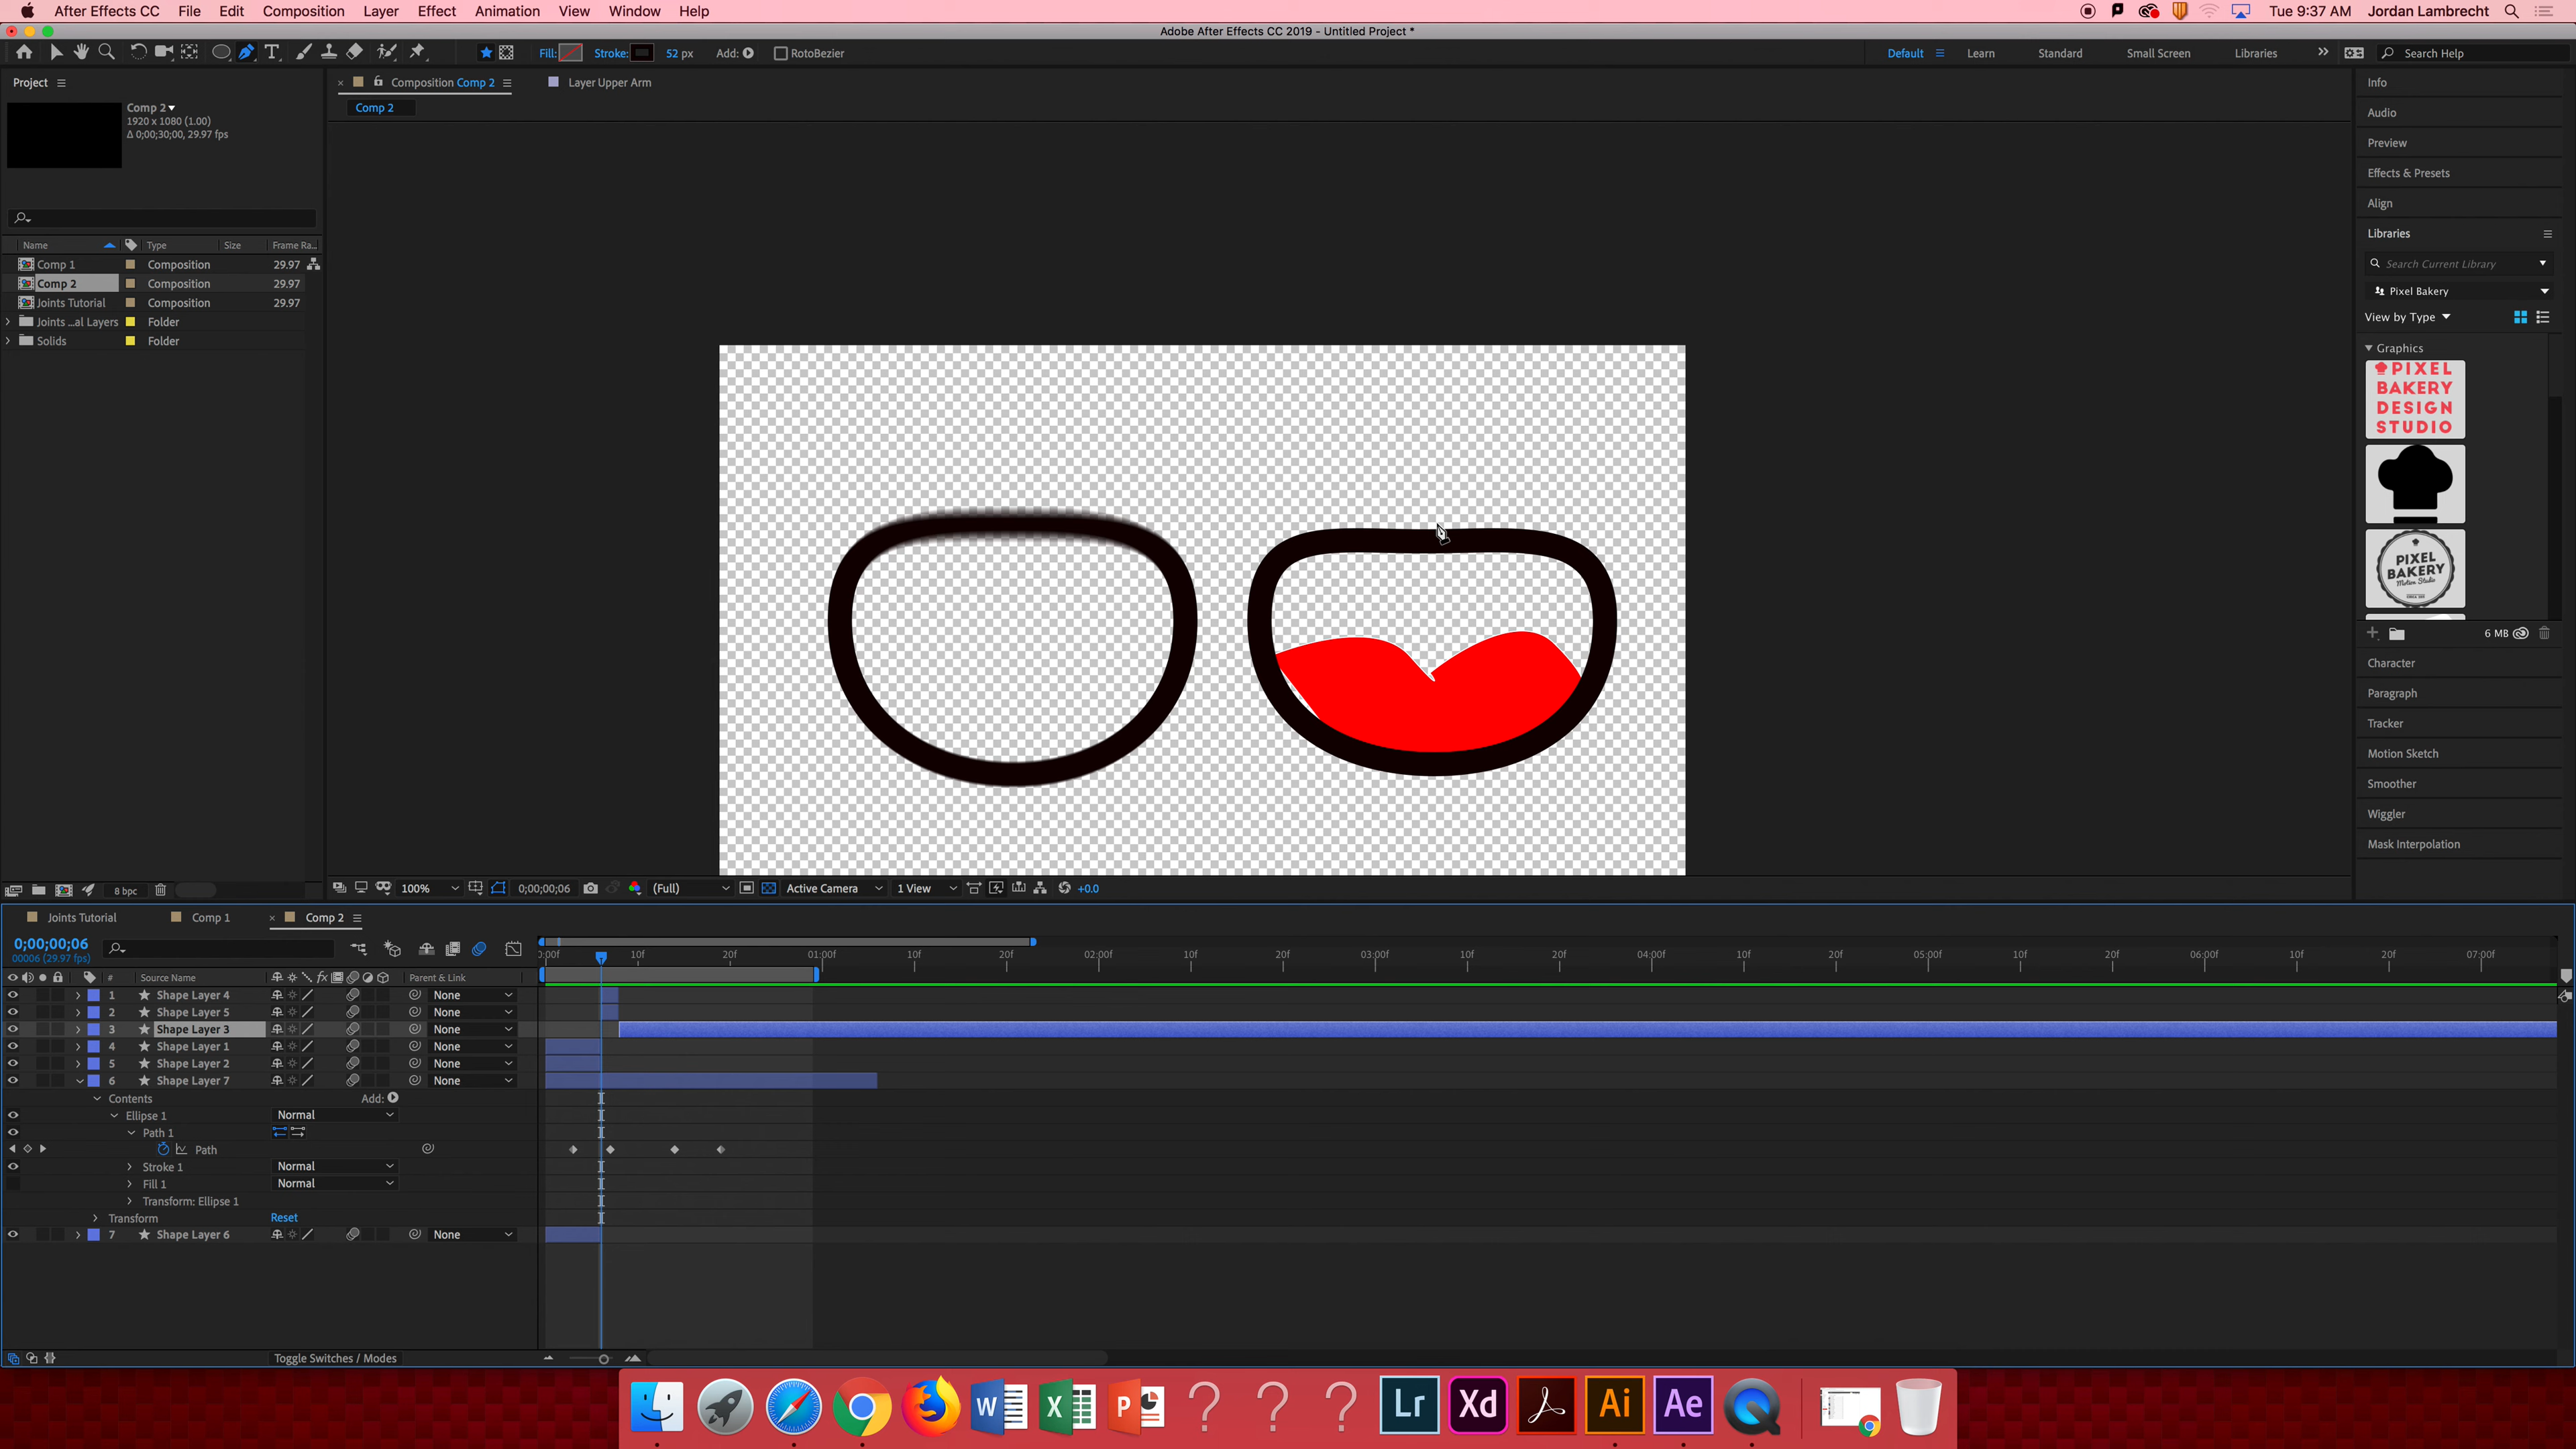 After Effects CC File Edit Composition Layer Effect Animation View Window Help Tue 9:37 AM Jordan Lambrecht
Adobe After Effects CC 2019 - Untitled Project *
T Fill: Stroke: 52 px Add: RotoBezier Default Learn Standard Small Screen Libraries Search Help
Project
Composition Comp 2 Layer Upper Arm
Comp 2
Comp 2
1920 x 1080 (1.00)
Δ 0;00;30;00, 29.97 fps
Name Type Size Frame Ra...
Comp 1 Composition 29.97
Comp 2 Composition 29.97
Joints Tutorial Composition 29.97
Joints ...al Layers Folder
Solids Folder
8 bpc
100% 0;00;00;06 (Full) Active Camera 1 View +0.0
Info
Audio
Preview
Effects & Presets
Align
Libraries
Search Current Library
Pixel Bakery
View by Type
Graphics
PIXEL
BAKERY
DESIGN
STUDIO
PIXEL
BAKERY
Motion Studio
6 MB
Character
Paragraph
Tracker
Motion Sketch
Smoother
Wiggler
Mask Interpolation
Joints Tutorial Comp 1 Comp 2
0;00;00;06
00006 (29.97 fps)
0:00f 10f 20f 01:00f 10f 20f 02:00f 10f 20f 03:00f 10f 20f 04:00f 10f 20f 05:00f 10f 20f 06:00f 10f 20f 07:00f
# Source Name fx Parent & Link
1 Shape Layer 4 None
2 Shape Layer 5 None
3 Shape Layer 3 None
4 Shape Layer 1 None
5 Shape Layer 2 None
6 Shape Layer 7 None
Contents Add:
Ellipse 1 Normal
Path 1
Path
Stroke 1 Normal
Fill 1 Normal
Transform: Ellipse 1
Transform Reset
7 Shape Layer 6 None
Toggle Switches / Modes
W X P ? ? ? Lr Xd Ai Ae